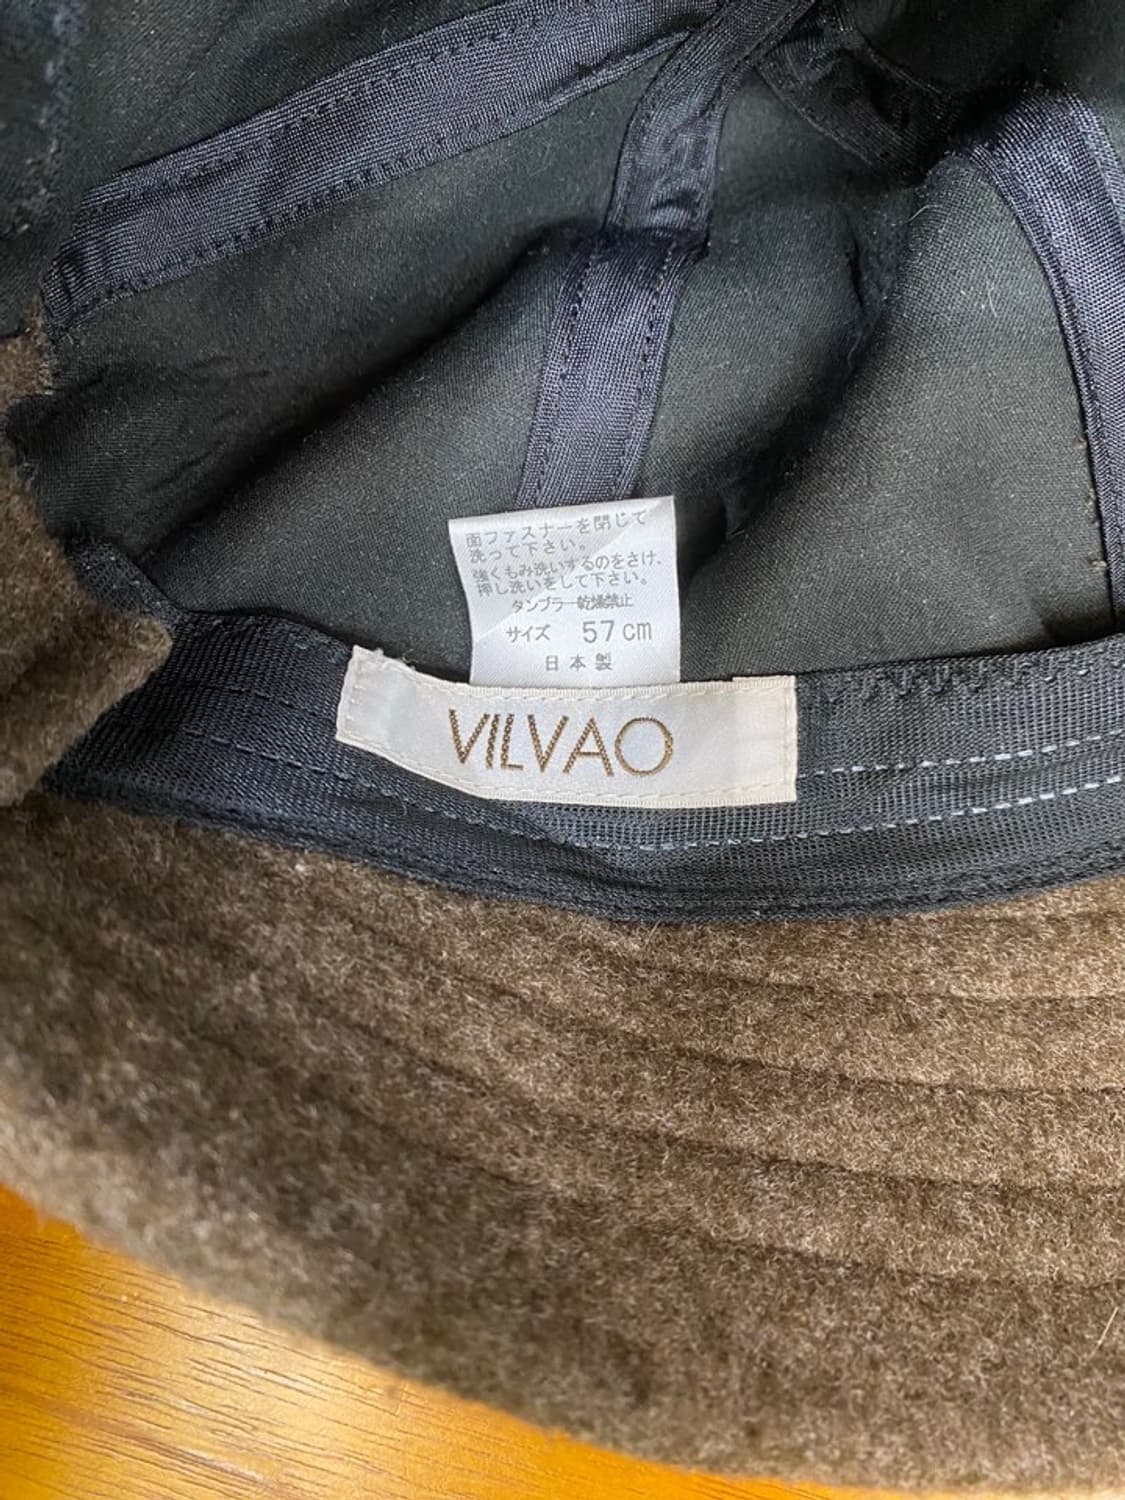 面ファスナーを閉じて
洗って下さい。
強くもみ洗いするのをさけ、
押し洗いをして下さい。
タンブラー乾燥禁止
サイズ 57cm
日本製
VILVAO